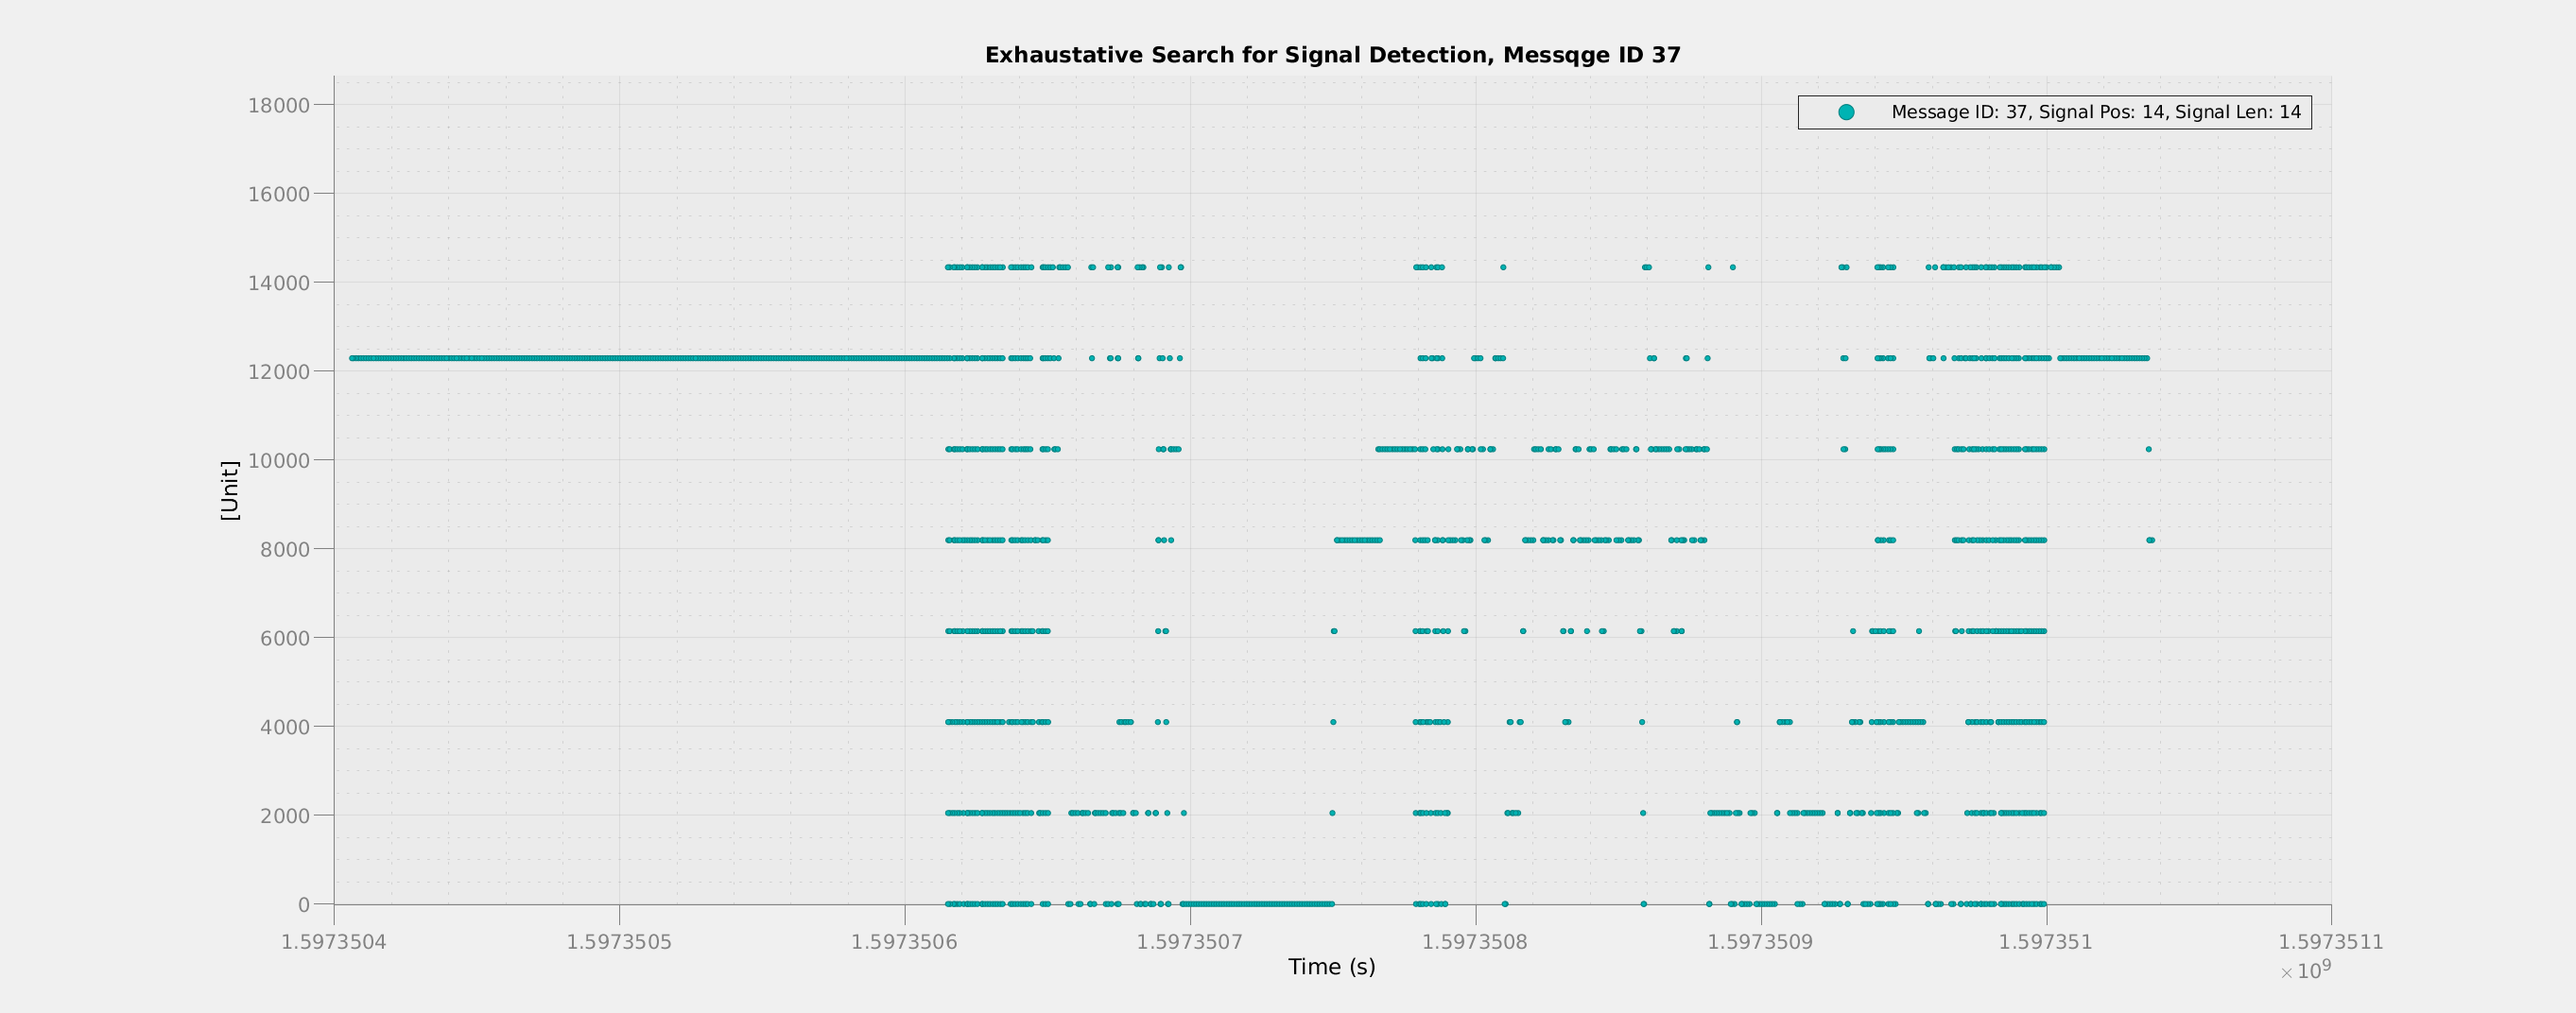 Exhaustative Search for Signal Detection, Messqge ID 37
Message ID: 37, Signal Pos: 14, Signal Len: 14
18000
16000
14000
12000
10000
8000
6000
4000
2000
0
[Unit]
1.5973504 1.5973505 1.5973506 1.5973507 1.5973508 1.5973509 1.597351 1.5973511
Time (s)
× 10⁹